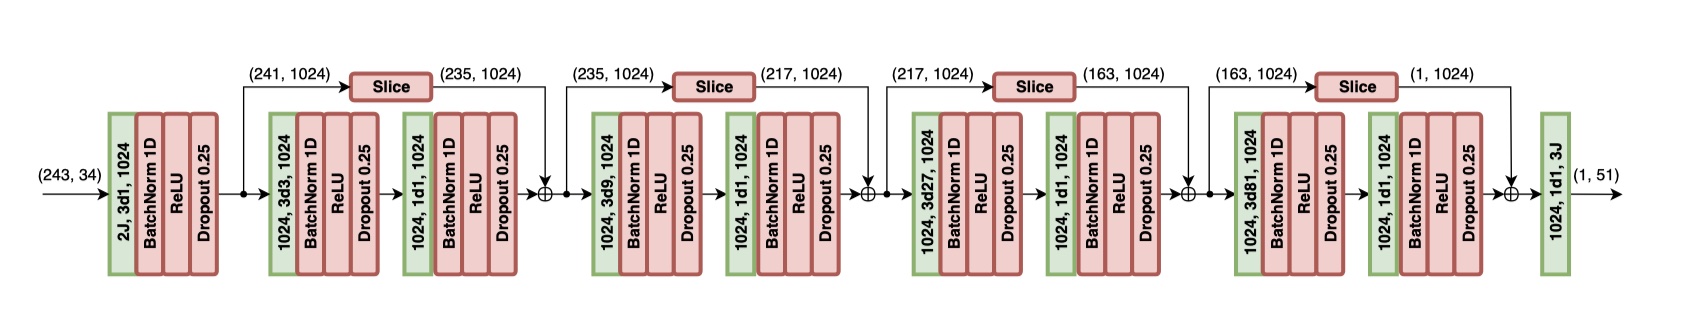 (243, 34)
2J, 3d1, 1024
BatchNorm 1D
ReLU
Dropout 0.25
(241, 1024)
Slice
(235, 1024)
1024, 3d3, 1024
BatchNorm 1D
ReLU
Dropout 0.25
1024, 1d1, 1024
BatchNorm 1D
ReLU
Dropout 0.25
(235, 1024)
Slice
(217, 1024)
1024, 3d9, 1024
BatchNorm 1D
ReLU
Dropout 0.25
1024, 1d1, 1024
BatchNorm 1D
ReLU
Dropout 0.25
(217, 1024)
Slice
(163, 1024)
1024, 3d27, 1024
BatchNorm 1D
ReLU
Dropout 0.25
1024, 1d1, 1024
BatchNorm 1D
ReLU
Dropout 0.25
(163, 1024)
Slice
(1, 1024)
1024, 3d81, 1024
BatchNorm 1D
ReLU
Dropout 0.25
1024, 1d1, 1024
BatchNorm 1D
ReLU
Dropout 0.25
1024, 1d1, 3J
(1, 51)